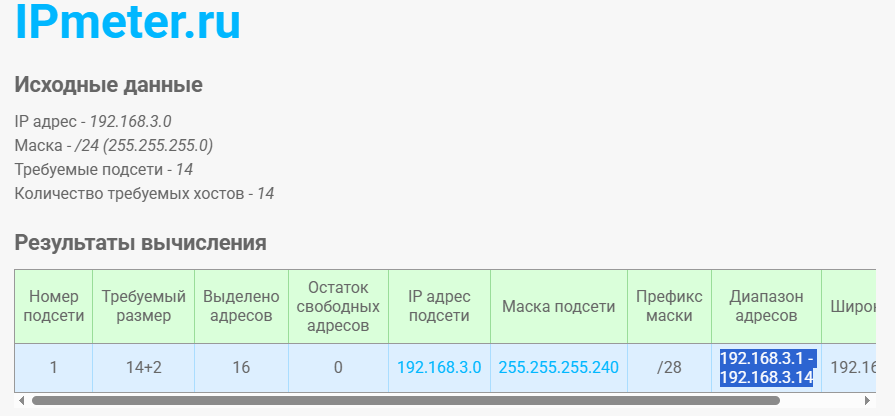 IPmeter.ru
Исходные данные
IP адрес - 192.168.3.0
Маска - /24 (255.255.255.0)
Требуемые подсети - 14
Количество требуемых хостов - 14
Результаты вычисления
Номер подсети Требуемый размер Выделено адресов Остаток свободных адресов IP адрес подсети Маска подсети Префикс маски Диапазон адресов Широк
1 14+2 16 0 192.168.3.0 255.255.255.240 /28 192.168.3.1 - 192.168.3.14 192.16